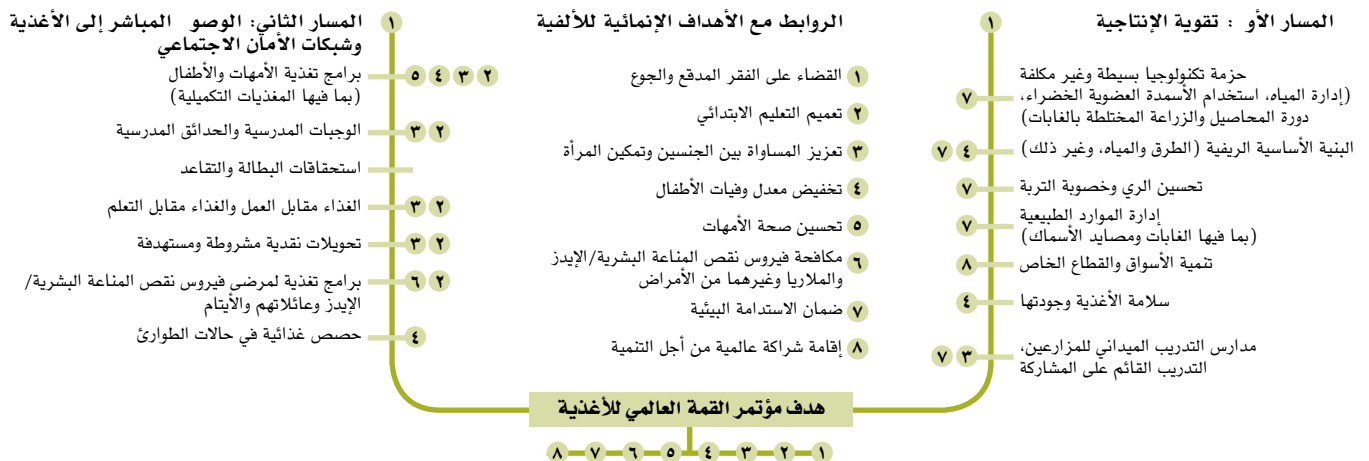 المسار الأو : تقوية الإنتاجية
١
حزمة تكنولوجيا بسيطة وغير مكلفة
(إدارة المياه، استخدام الأسمدة العضوية الخضراء،
دورة المحاصيل والزراعة المختلطة بالغابات)
٧
البنية الأساسية الريفية (الطرق والمياه، وغير ذلك)
٤ ٧
تحسين الري وخصوبة التربة
٧
إدارة الموارد الطبيعية
(بما فيها الغابات ومصايد الأسماك)
٧
تنمية الأسواق والقطاع الخاص
٨
سلامة الأغذية وجودتها
٤
مدارس التدريب الميداني للمزارعين،
التدريب القائم على المشاركة
٣ ٧
الروابط مع الأهداف الإنمائية للألفية
١ القضاء على الفقر المدقع والجوع
٢ تعميم التعليم الابتدائي
٣ تعزيز المساواة بين الجنسين وتمكين المرأة
٤ تخفيض معدل وفيات الأطفال
٥ تحسين صحة الأمهات
٦ مكافحة فيروس نقص المناعة البشرية/الإيدز
والملاريا وغيرهما من الأمراض
٧ ضمان الاستدامة البيئية
٨ إقامة شراكة عالمية من أجل التنمية
١
المسار الثاني: الوصو المباشر إلى الأغذية
وشبكات الأمان الاجتماعي
٢ ٣ ٤ ٥
برامج تغذية الأمهات والأطفال
(بما فيها المغذيات التكميلية)
٢ ٣
الوجبات المدرسية والحدائق المدرسية
استحقاقات البطالة والتقاعد
٢ ٣
الغذاء مقابل العمل والغذاء مقابل التعلم
٢ ٣
تحويلات نقدية مشروطة ومستهدفة
٢ ٦
برامج تغذية لمرضى فيروس نقص المناعة البشرية/
الإيدز وعائلاتهم والأيتام
٤
حصص غذائية في حالات الطوارئ
هدف مؤتمر القمة العالمي للأغذية
١ ٢ ٣ ٤ ٥ ٦ ٧ ٨